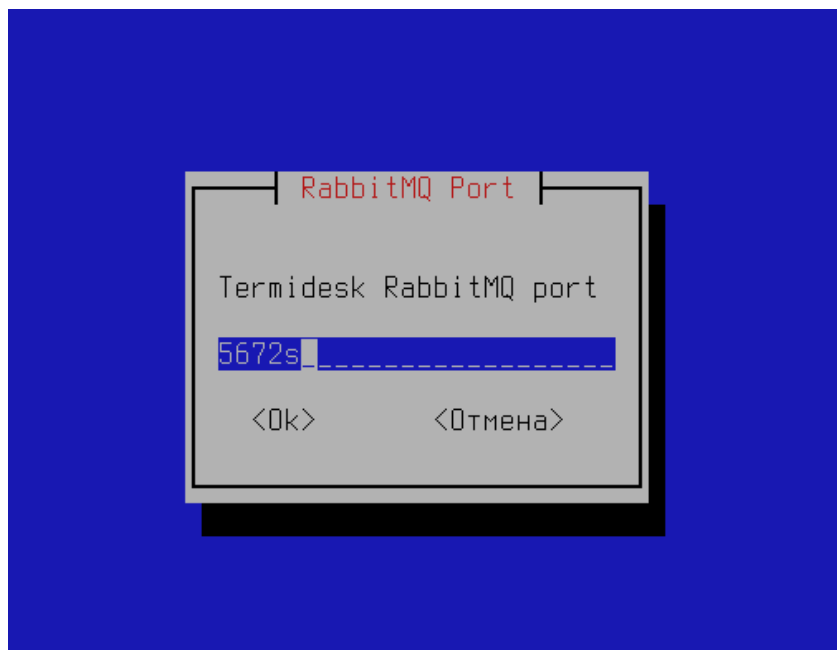 RabbitMQ Port
Termidesk RabbitMQ port
5672s
<Ok> <Отмена>